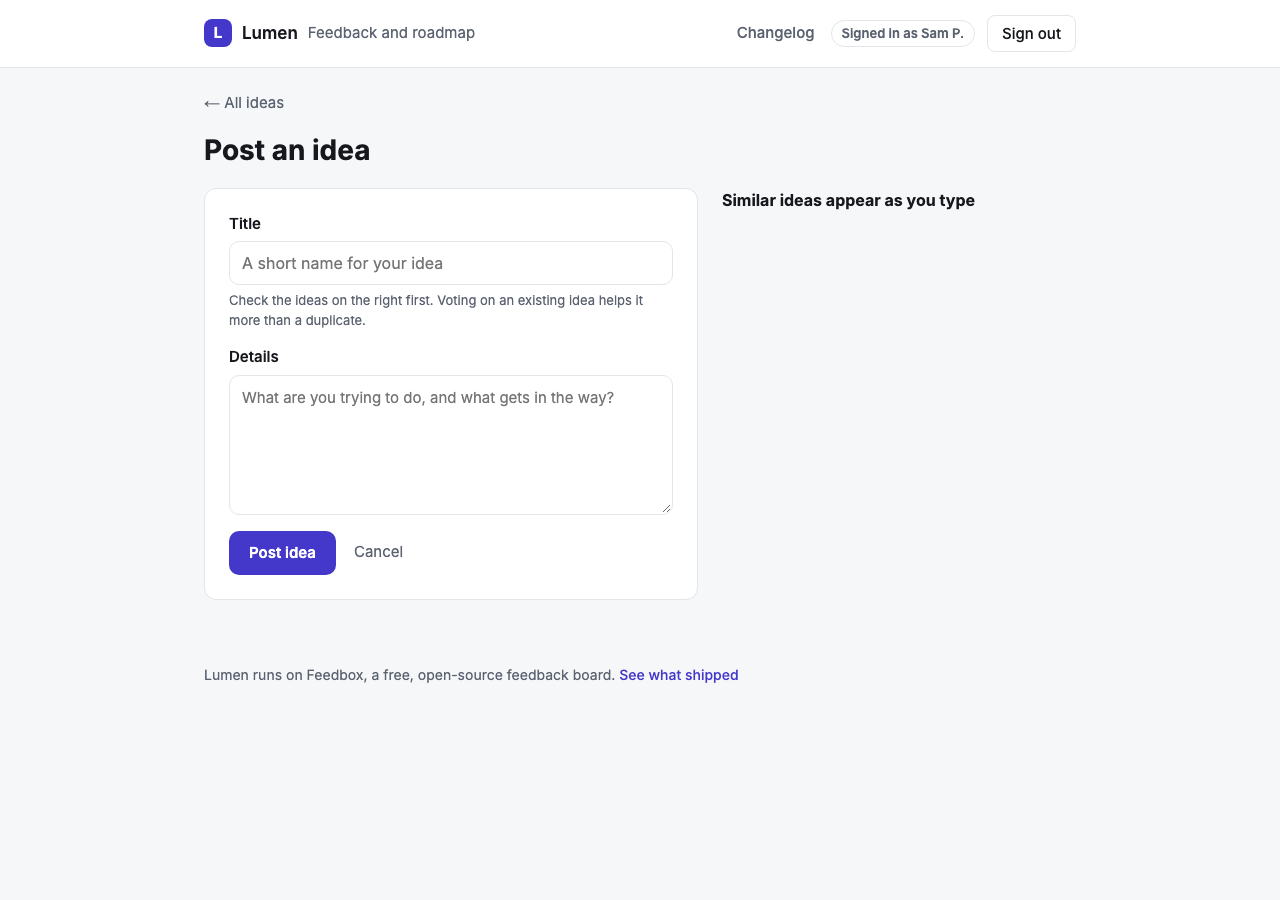 L Lumen Feedback and roadmap Changelog Signed in as Sam P. Sign out
← All ideas
Post an idea
Similar ideas appear as you type
Title
A short name for your idea
Check the ideas on the right first. Voting on an existing idea helps it
more than a duplicate.
Details
What are you trying to do, and what gets in the way?
Post idea Cancel
Lumen runs on Feedbox, a free, open-source feedback board. See what shipped